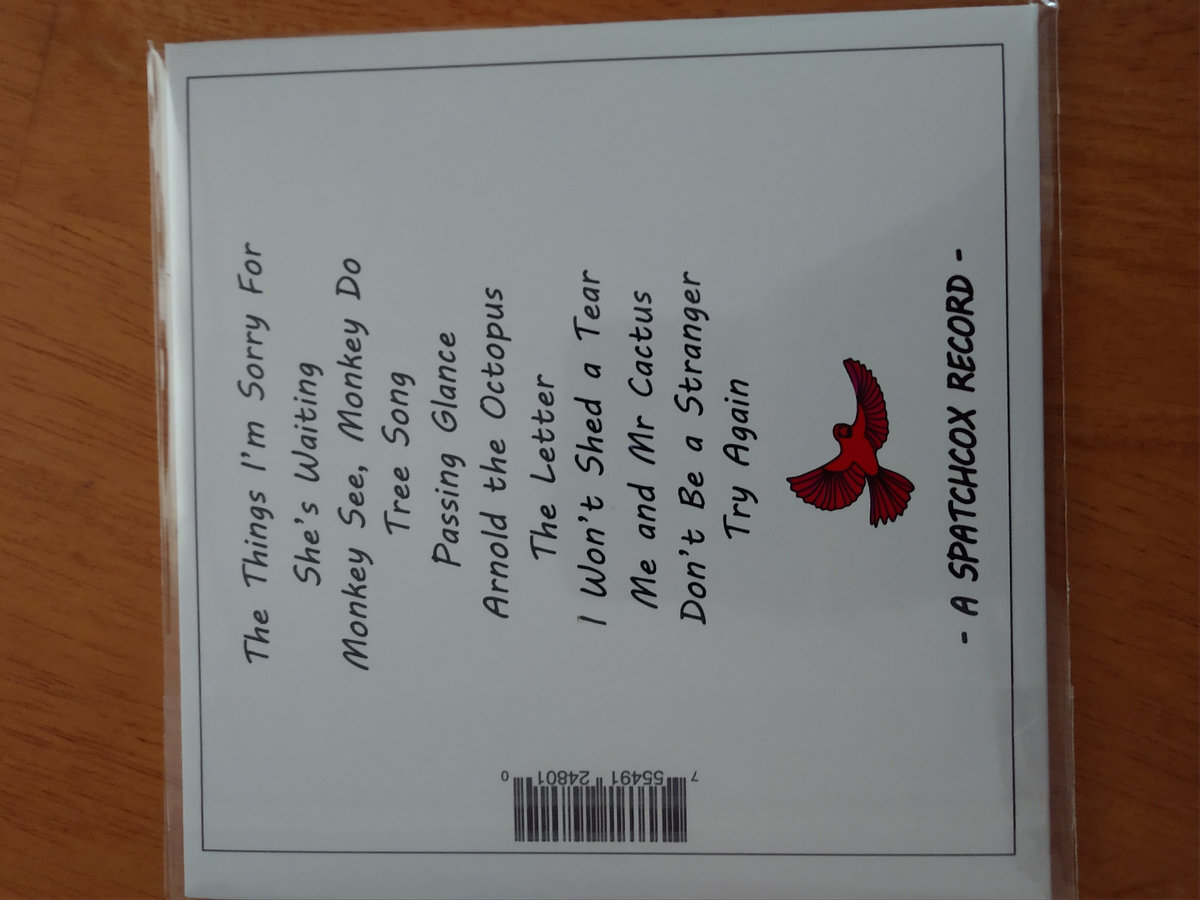 The Things I'm Sorry For
She's Waiting
Monkey See, Monkey Do
Tree Song
Passing Glance
Arnold the Octopus
The Letter
I Won't Shed a Tear
Me and Mr Cactus
Don't Be a Stranger
Try Again
- A SPATCHCOX RECORD -
7 55491 24801 0